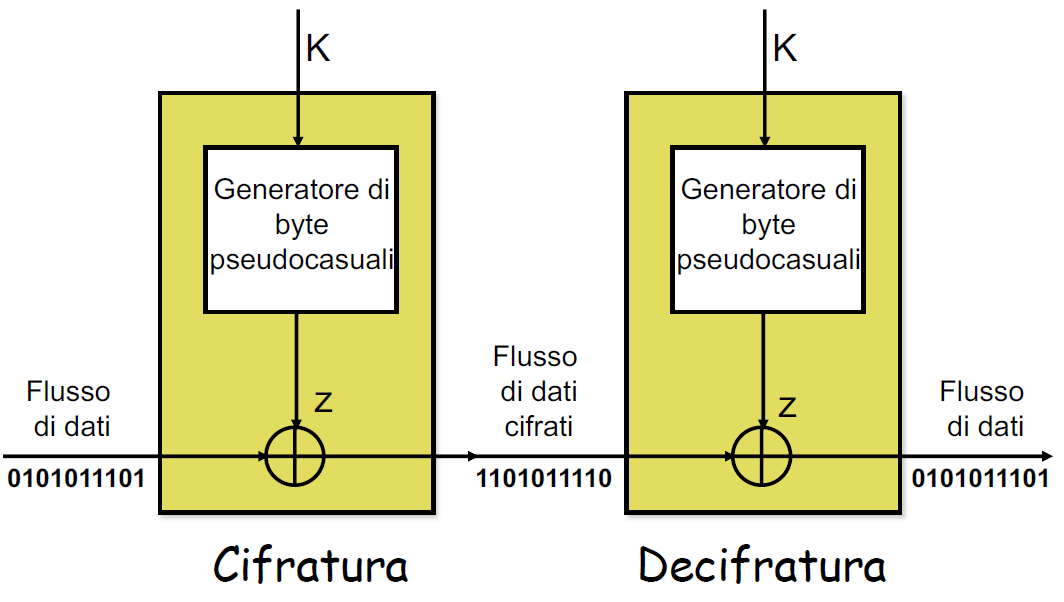 K
Generatore di
byte
pseudocasuali
z
Flusso
di dati
0101011101
Cifratura
Flusso
di dati
cifrati
1101011110
K
Generatore di
byte
pseudocasuali
z
Flusso
di dati
0101011101
Decifratura